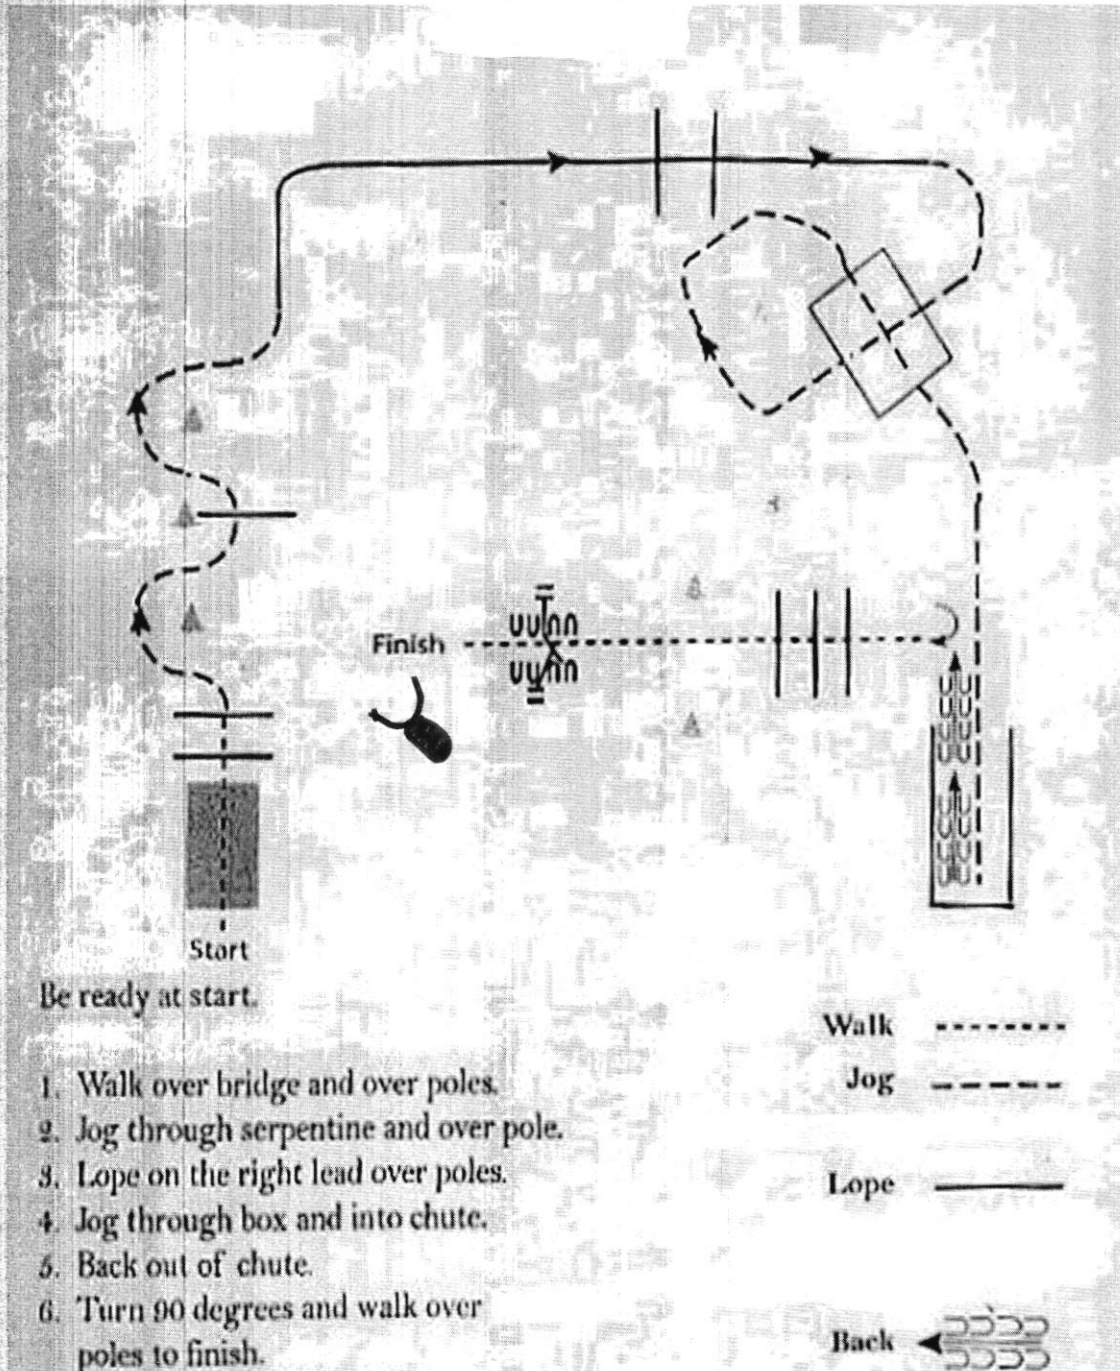 Finish
Start
Be ready at start.
1. Walk over bridge and over poles.
2. Jog through serpentine and over pole.
3. Lope on the right lead over poles.
4. Jog through box and into chute.
5. Back out of chute.
6. Turn 90 degrees and walk over
poles to finish.
Walk
Jog
Lope
Back